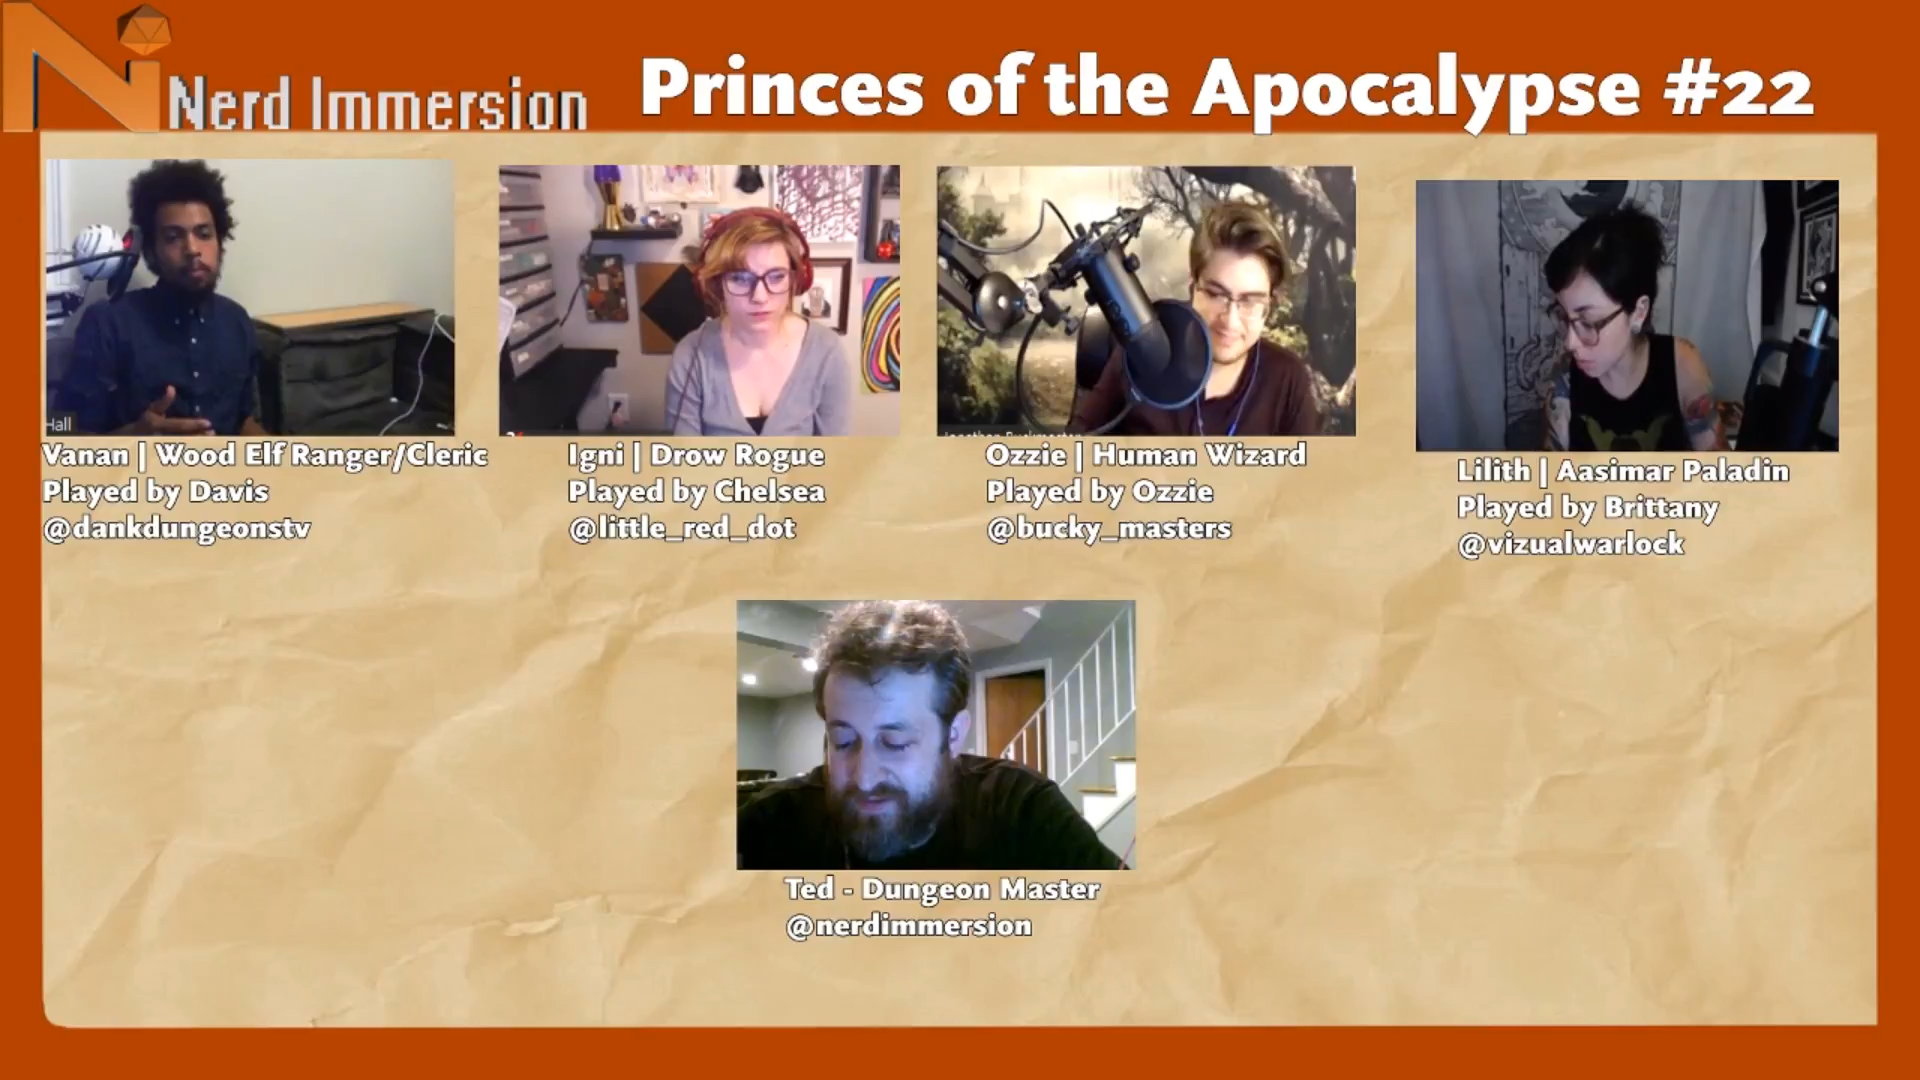 Nerd Immersion
Princes of the Apocalypse #22
Hall
Vanan | Wood Elf Ranger/Cleric
Played by Davis
@dankdungeonstv
Igni | Drow Rogue
Played by Chelsea
@little_red_dot
Ozzie | Human Wizard
Played by Ozzie
@bucky_masters
Lilith | Aasimar Paladin
Played by Brittany
@vizualwarlock
Ted - Dungeon Master
@nerdimmersion